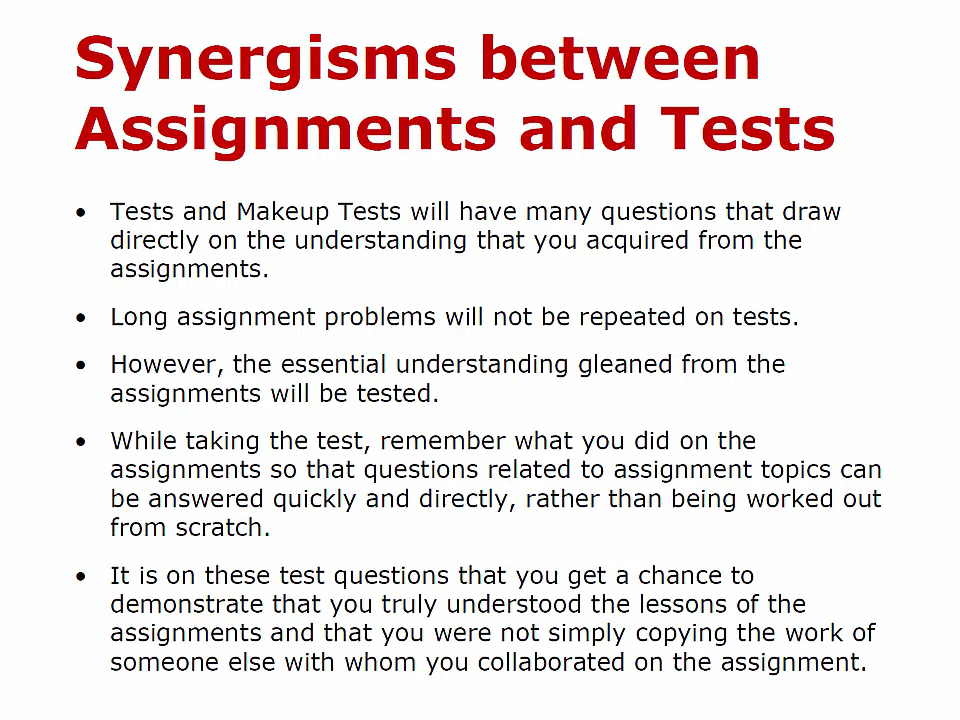 Synergisms between
Assignments and Tests
• Tests and Makeup Tests will have many questions that draw
directly on the understanding that you acquired from the
assignments.
• Long assignment problems will not be repeated on tests.
• However, the essential understanding gleaned from the
assignments will be tested.
• While taking the test, remember what you did on the
assignments so that questions related to assignment topics can
be answered quickly and directly, rather than being worked out
from scratch.
• It is on these test questions that you get a chance to
demonstrate that you truly understood the lessons of the
assignments and that you were not simply copying the work of
someone else with whom you collaborated on the assignment.